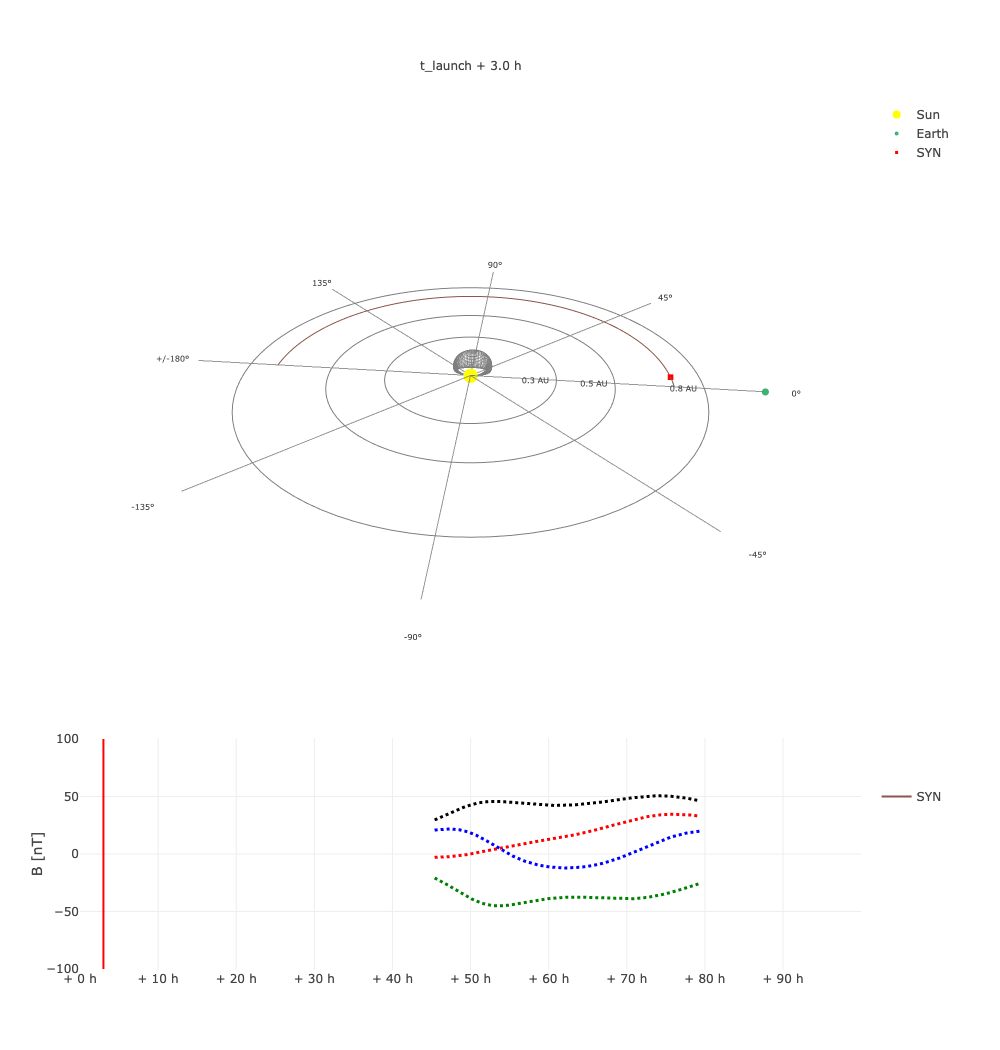 t_launch + 3.0 h
Sun
Earth
SYN
90°
135°
45°
+/-180°
0.3 AU
0.5 AU
0.8 AU
0°
-135°
-45°
-90°
100
50
0
−50
−100
B [nT]
SYN
+ 0 h
+ 10 h
+ 20 h
+ 30 h
+ 40 h
+ 50 h
+ 60 h
+ 70 h
+ 80 h
+ 90 h